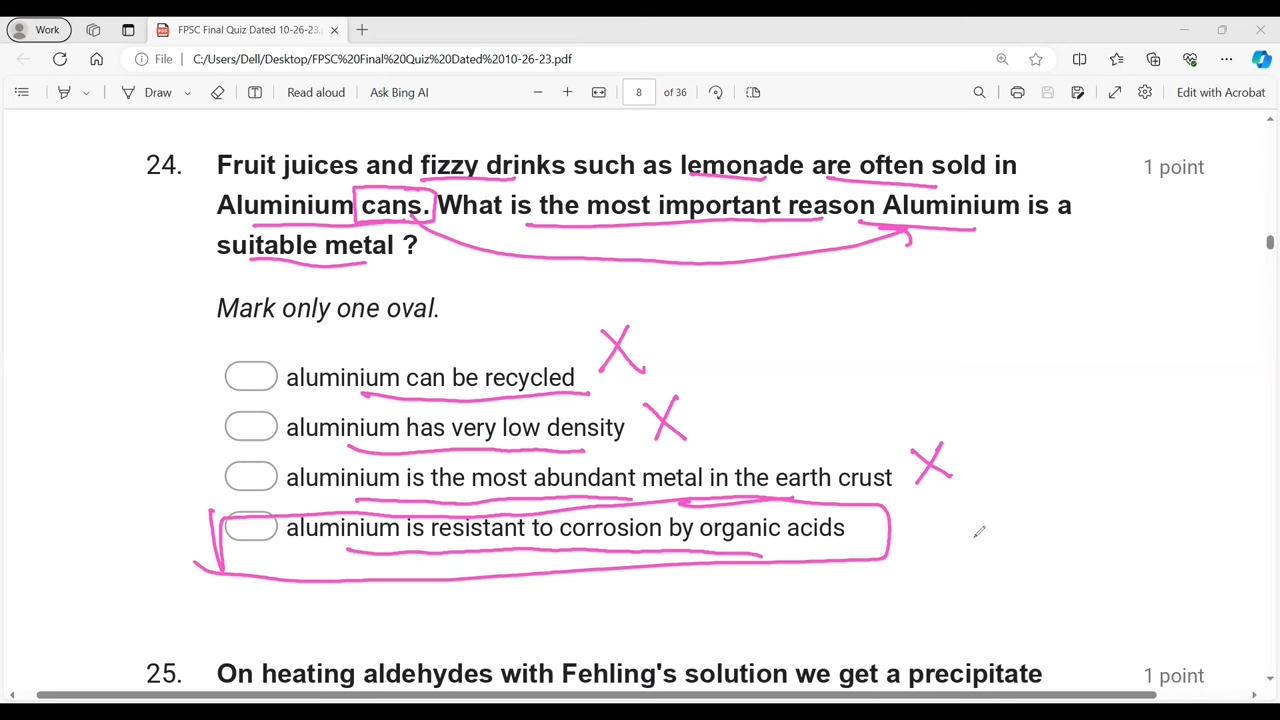 Work
FPSC Final Quiz Dated 10-26-23.
File
C:/Users/Dell/Desktop/FPSC%20Final%20Quiz%20Dated%2010-26-23.pdf
Draw
Read aloud
Ask Bing AI
8
of 36
Edit with Acrobat
24. Fruit juices and fizzy drinks such as lemonade are often sold in 1 point
Aluminium cans. What is the most important reason Aluminium is a
suitable metal ?
Mark only one oval.
aluminium can be recycled
aluminium has very low density
aluminium is the most abundant metal in the earth crust
aluminium is resistant to corrosion by organic acids
25. On heating aldehydes with Fehling's solution we get a precipitate 1 point